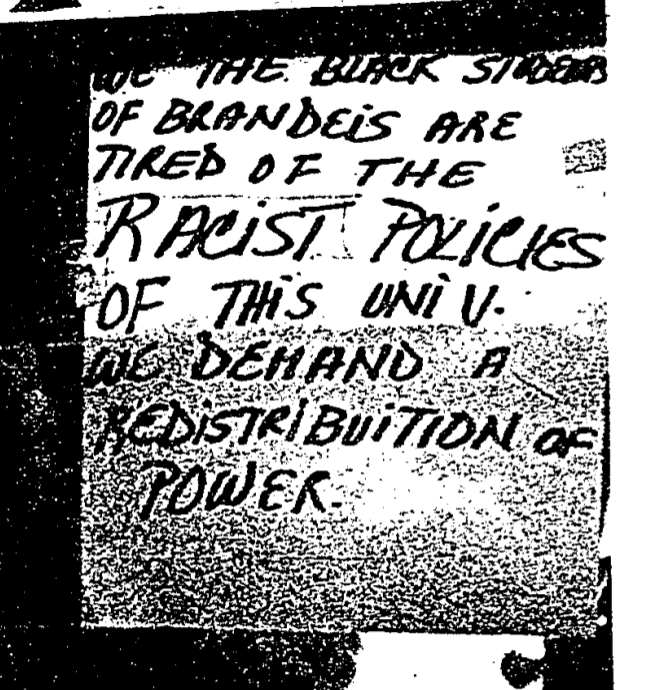 WE THE BLACK STUDENTS
OF BRANDEiS ARE
TIRED OF THE
RACiST POLiCIES
OF THiS UNiV.
WE DEMAND A
REDiSTRIBUiTION OF
POWER.